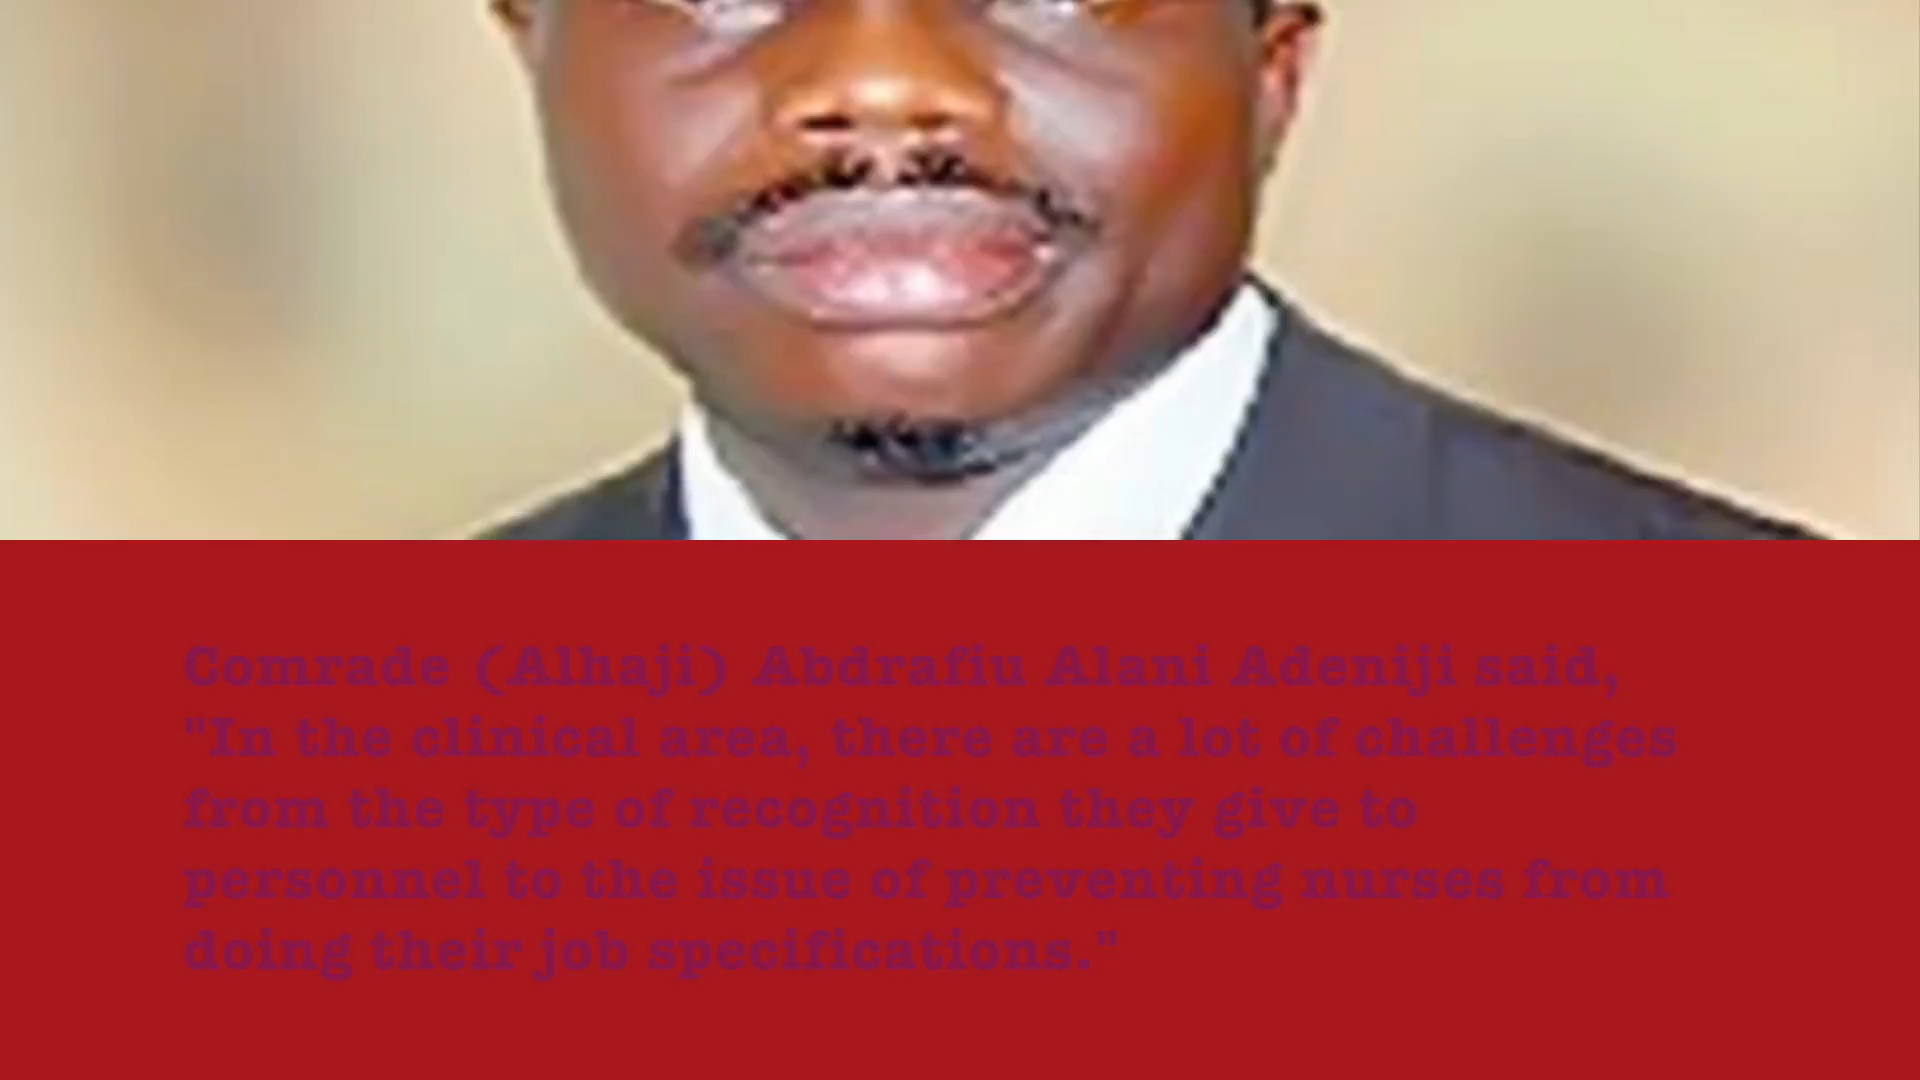 Comrade (Alhaji) Abdrafiu Alani Adeniji said,
"In the clinical area, there are a lot of challenges
from the type of recognition they give to
personnel to the issue of preventing nurses from
doing their job specifications."